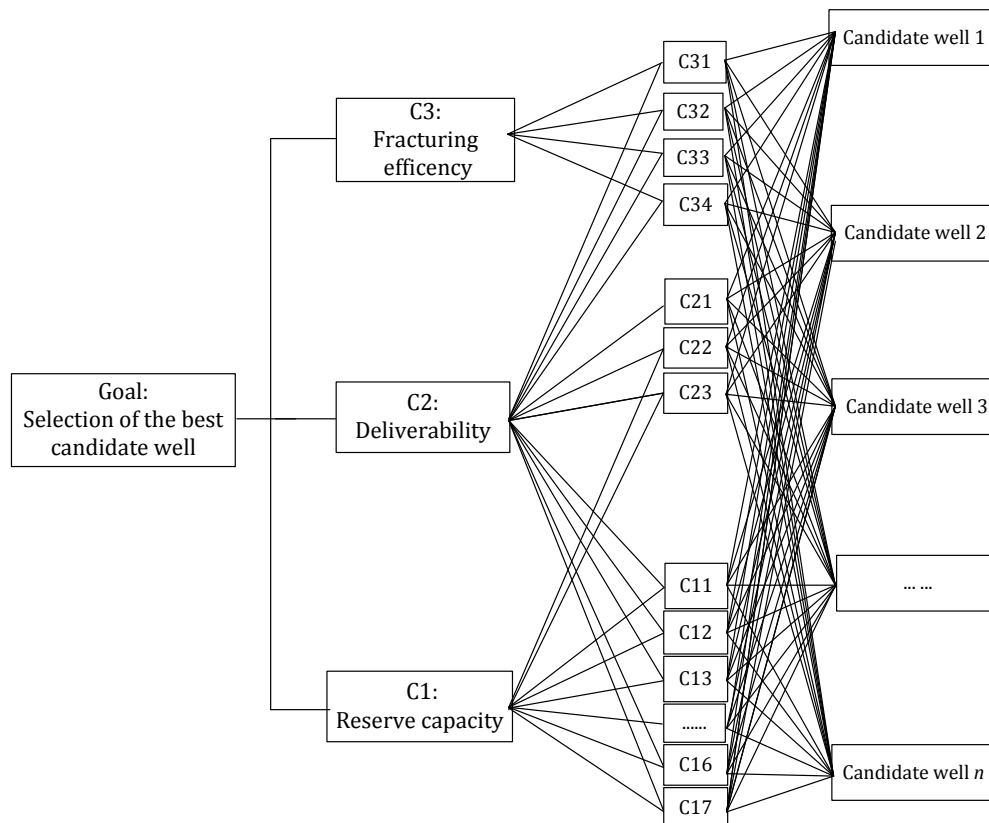 Goal:
Selection of the best
candidate well
C3:
Fracturing
efficency
C2:
Deliverability
C1:
Reserve capacity
C31
C32
C33
C34
C21
C22
C23
C11
C12
C13
......
C16
C17
Candidate well 1
Candidate well 2
Candidate well 3
... ...
Candidate well n